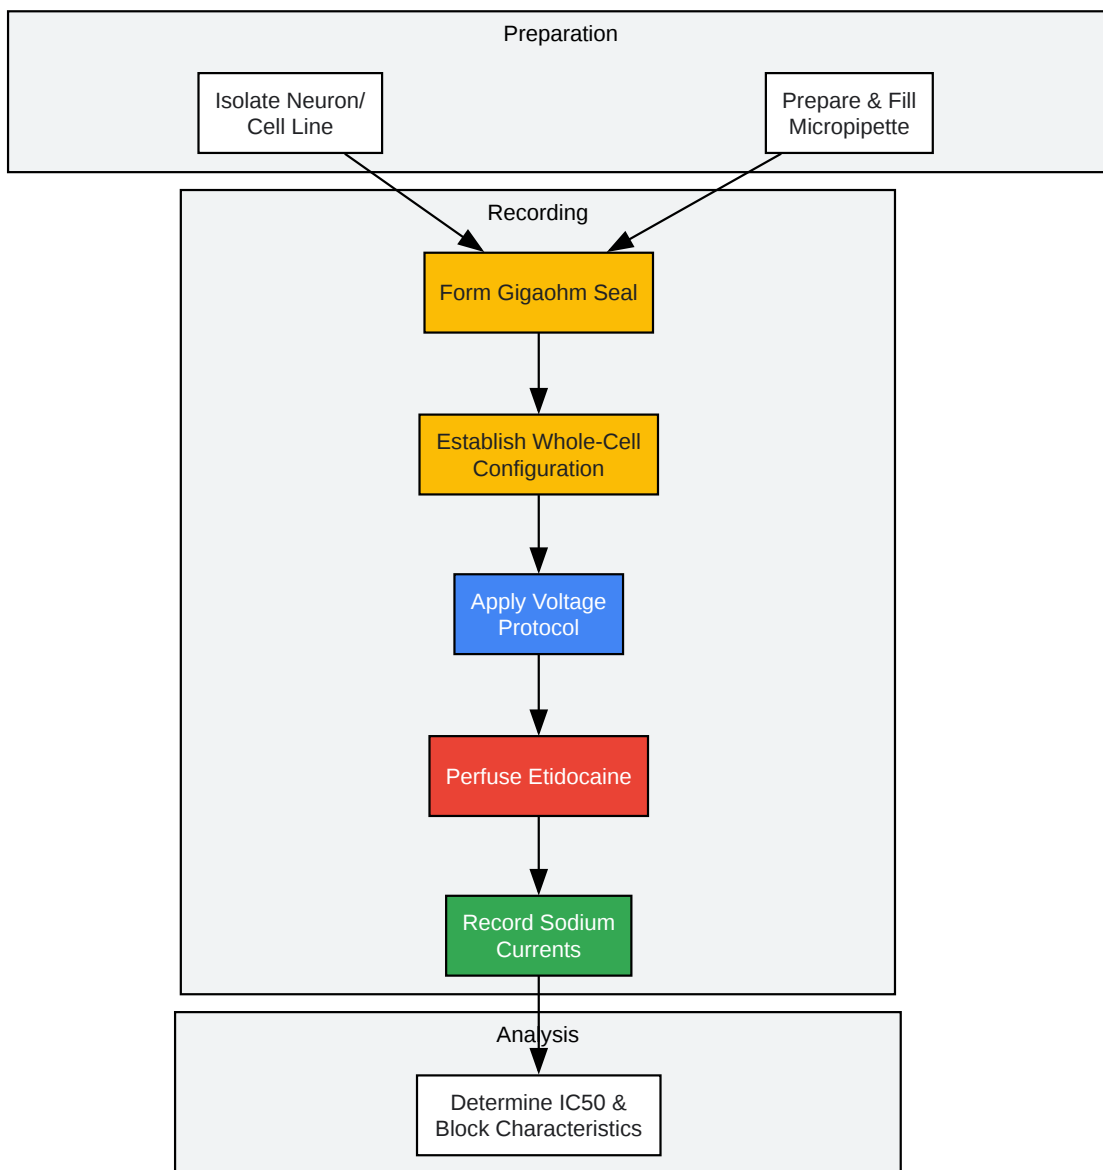 Preparation
Isolate Neuron/
Cell Line
Prepare & Fill
Micropipette
Recording
Form Gigaohm Seal
Establish Whole-Cell
Configuration
Apply Voltage
Protocol
Perfuse Etidocaine
Record Sodium
Currents
Analysis
Determine IC50 &
Block Characteristics